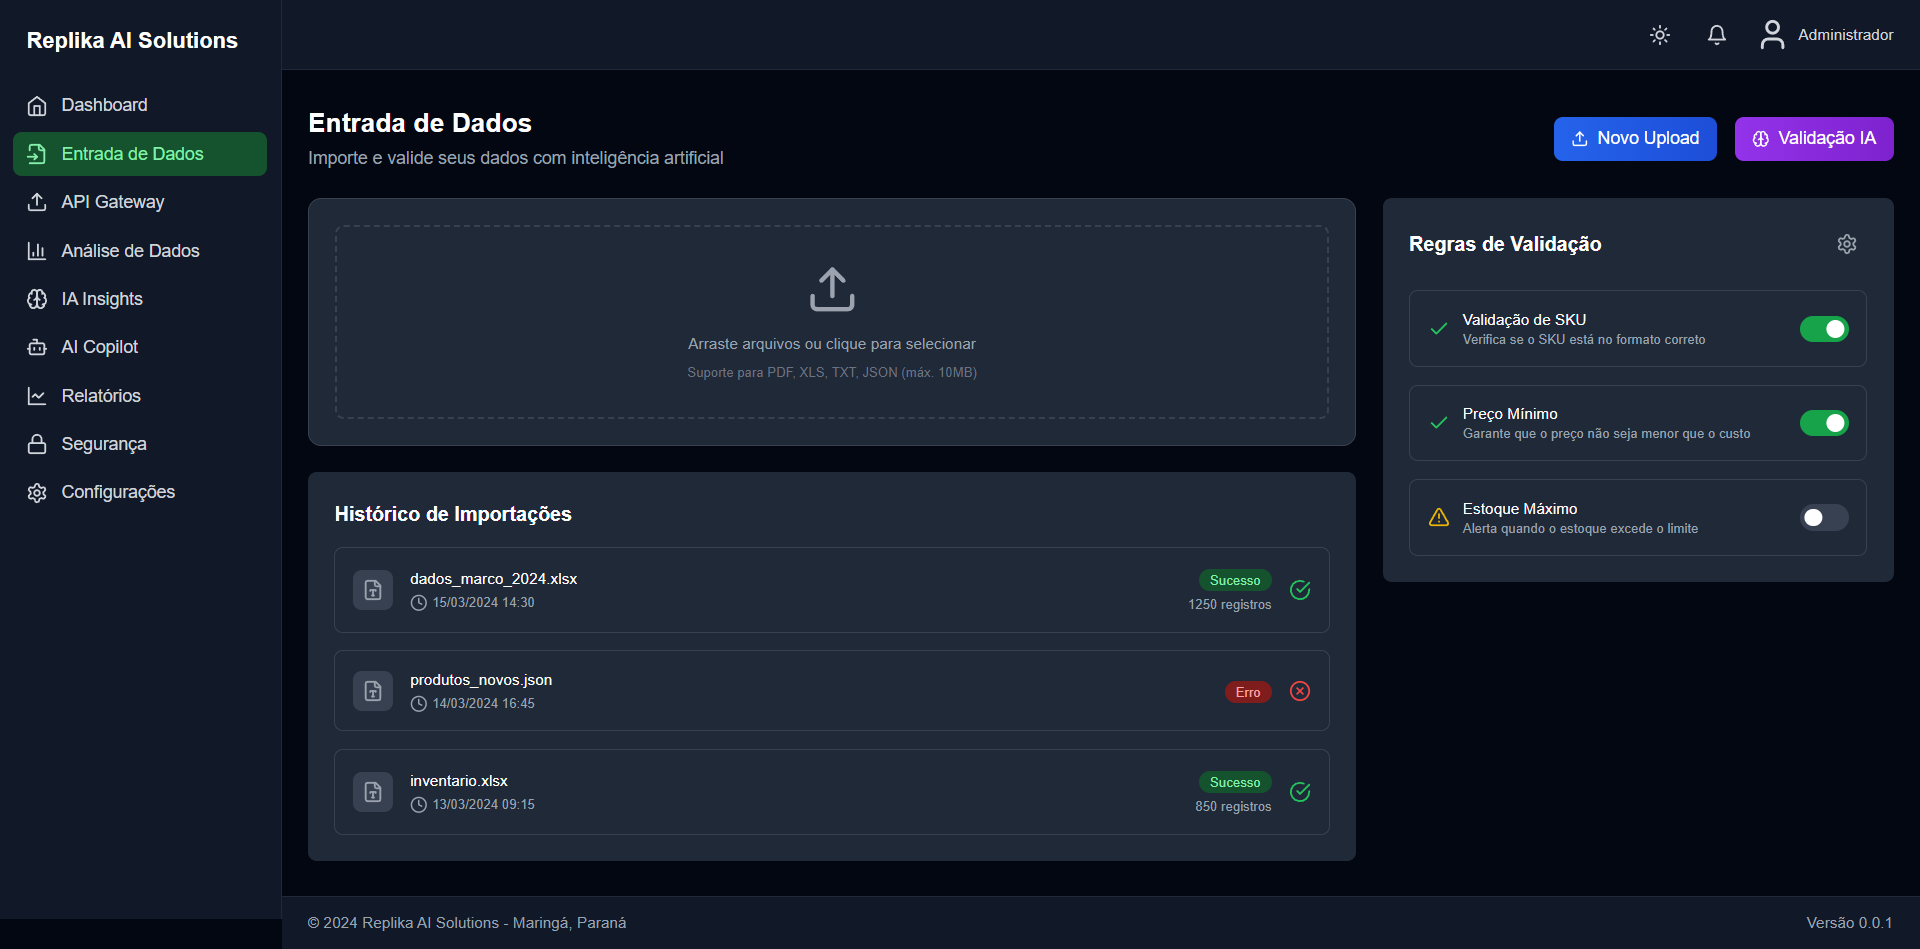 Replika AI Solutions
Administrador
Dashboard
Entrada de Dados
API Gateway
Análise de Dados
IA Insights
AI Copilot
Relatórios
Segurança
Configurações
Entrada de Dados
Importe e valide seus dados com inteligência artificial
Novo Upload
Validação IA
Arraste arquivos ou clique para selecionar
Suporte para PDF, XLS, TXT, JSON (máx. 10MB)
Histórico de Importações
dados_marco_2024.xlsx
15/03/2024 14:30
Sucesso
1250 registros
produtos_novos.json
14/03/2024 16:45
Erro
inventario.xlsx
13/03/2024 09:15
Sucesso
850 registros
Regras de Validação
Validação de SKU
Verifica se o SKU está no formato correto
Preço Mínimo
Garante que o preço não seja menor que o custo
Estoque Máximo
Alerta quando o estoque excede o limite
© 2024 Replika AI Solutions - Maringá, Paraná
Versão 0.0.1